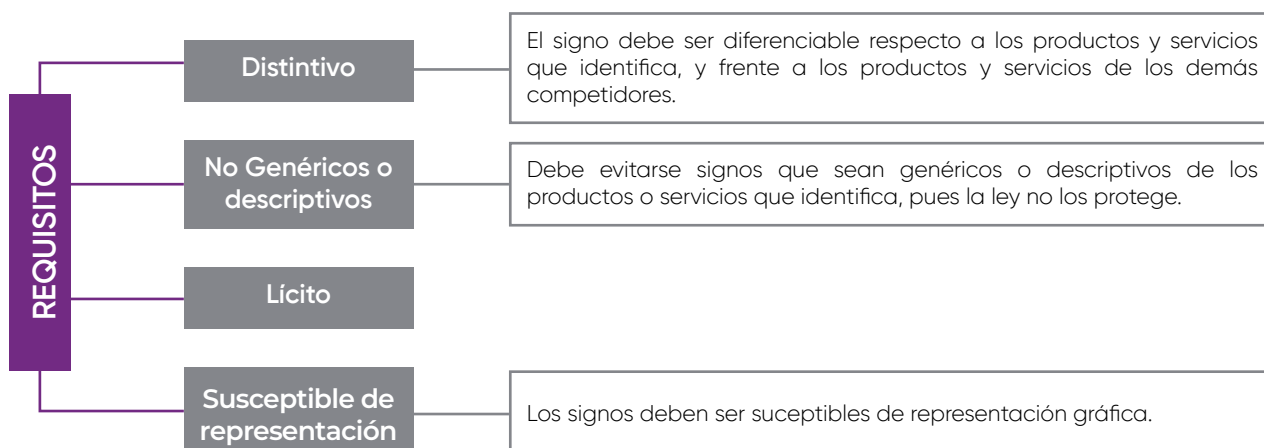 REQUISITOS
Distintivo
El signo debe ser diferenciable respecto a los productos y servicios
que identifica, y frente a los productos y servicios de los demás
competidores.
No Genéricos o
descriptivos
Debe evitarse signos que sean genéricos o descriptivos de los
productos o servicios que identifica, pues la ley no los protege.
Lícito
Susceptible de
representación
Los signos deben ser suceptibles de representación gráfica.